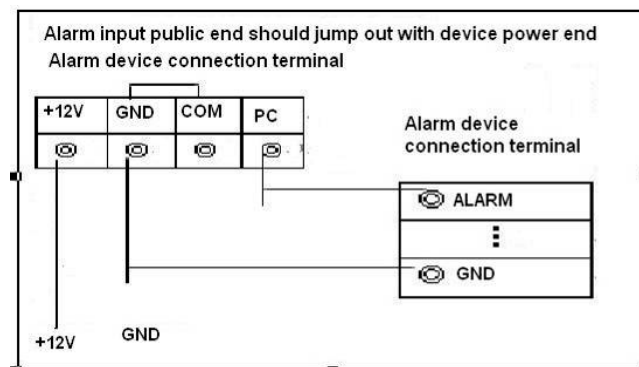 Alarm input public end should jump out with device power end
Alarm device connection terminal
+12V GND COM PC
Alarm device
connection terminal
ALARM
GND
+12V GND